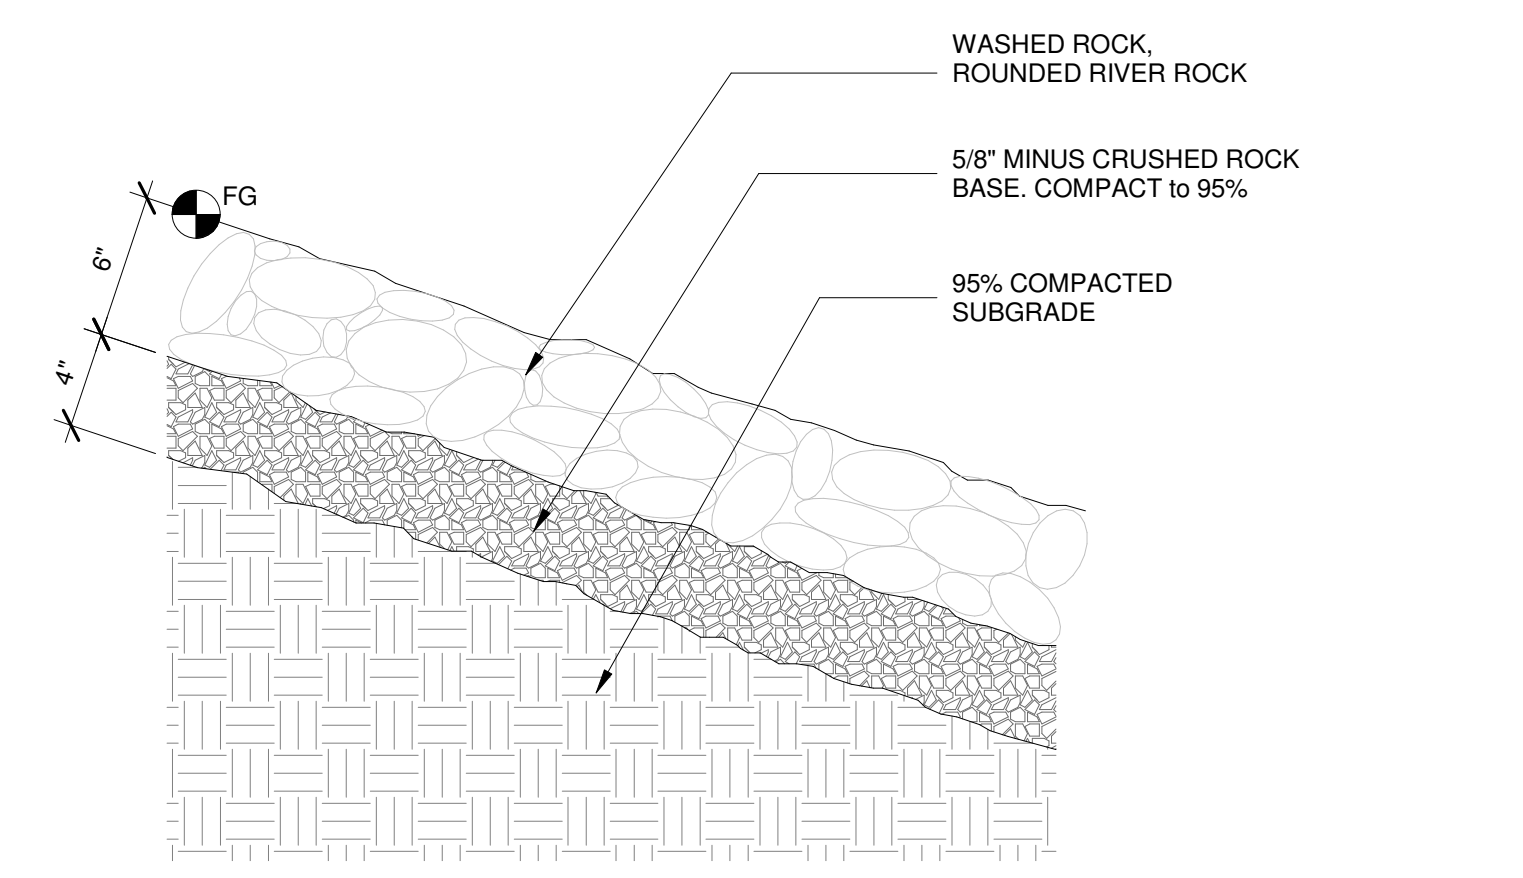 WASHED ROCK,
ROUNDED RIVER ROCK
5/8" MINUS CRUSHED ROCK
BASE. COMPACT to 95%
FG
6"
95% COMPACTED
SUBGRADE
4"